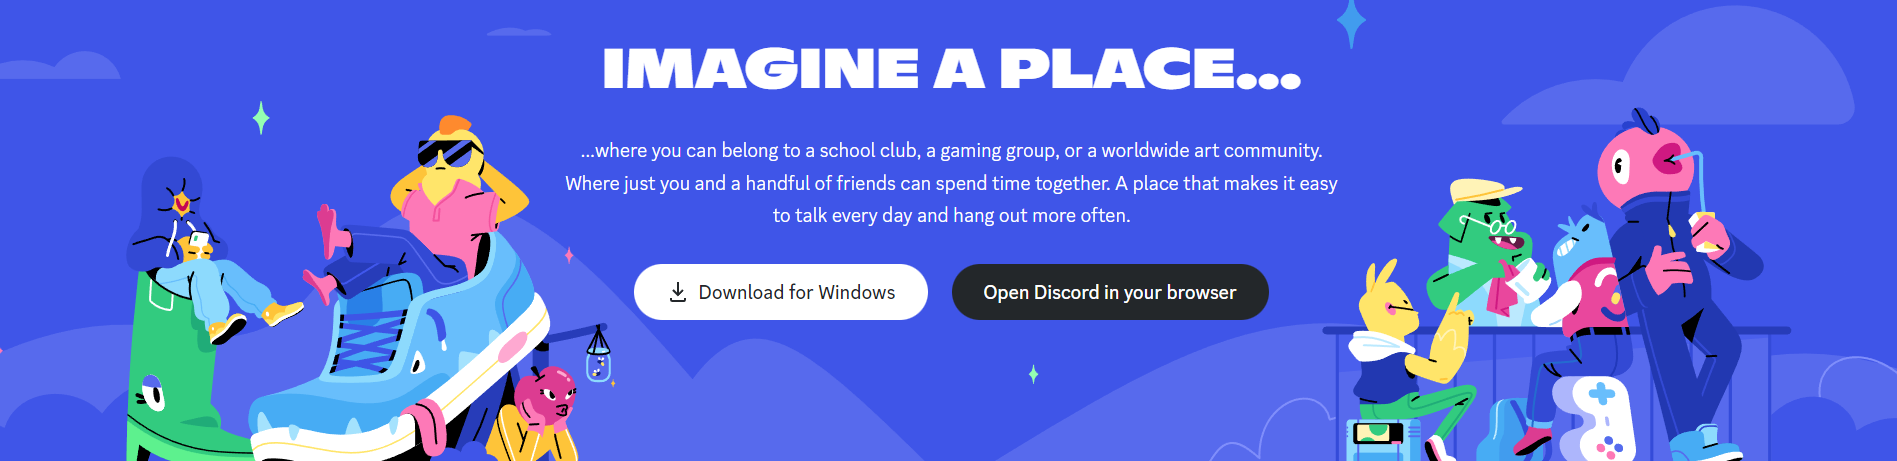 IMAGINE A PLACE...
...where you can belong to a school club, a gaming group, or a worldwide art community.
Where just you and a handful of friends can spend time together. A place that makes it easy
to talk every day and hang out more often.
Download for Windows
Open Discord in your browser